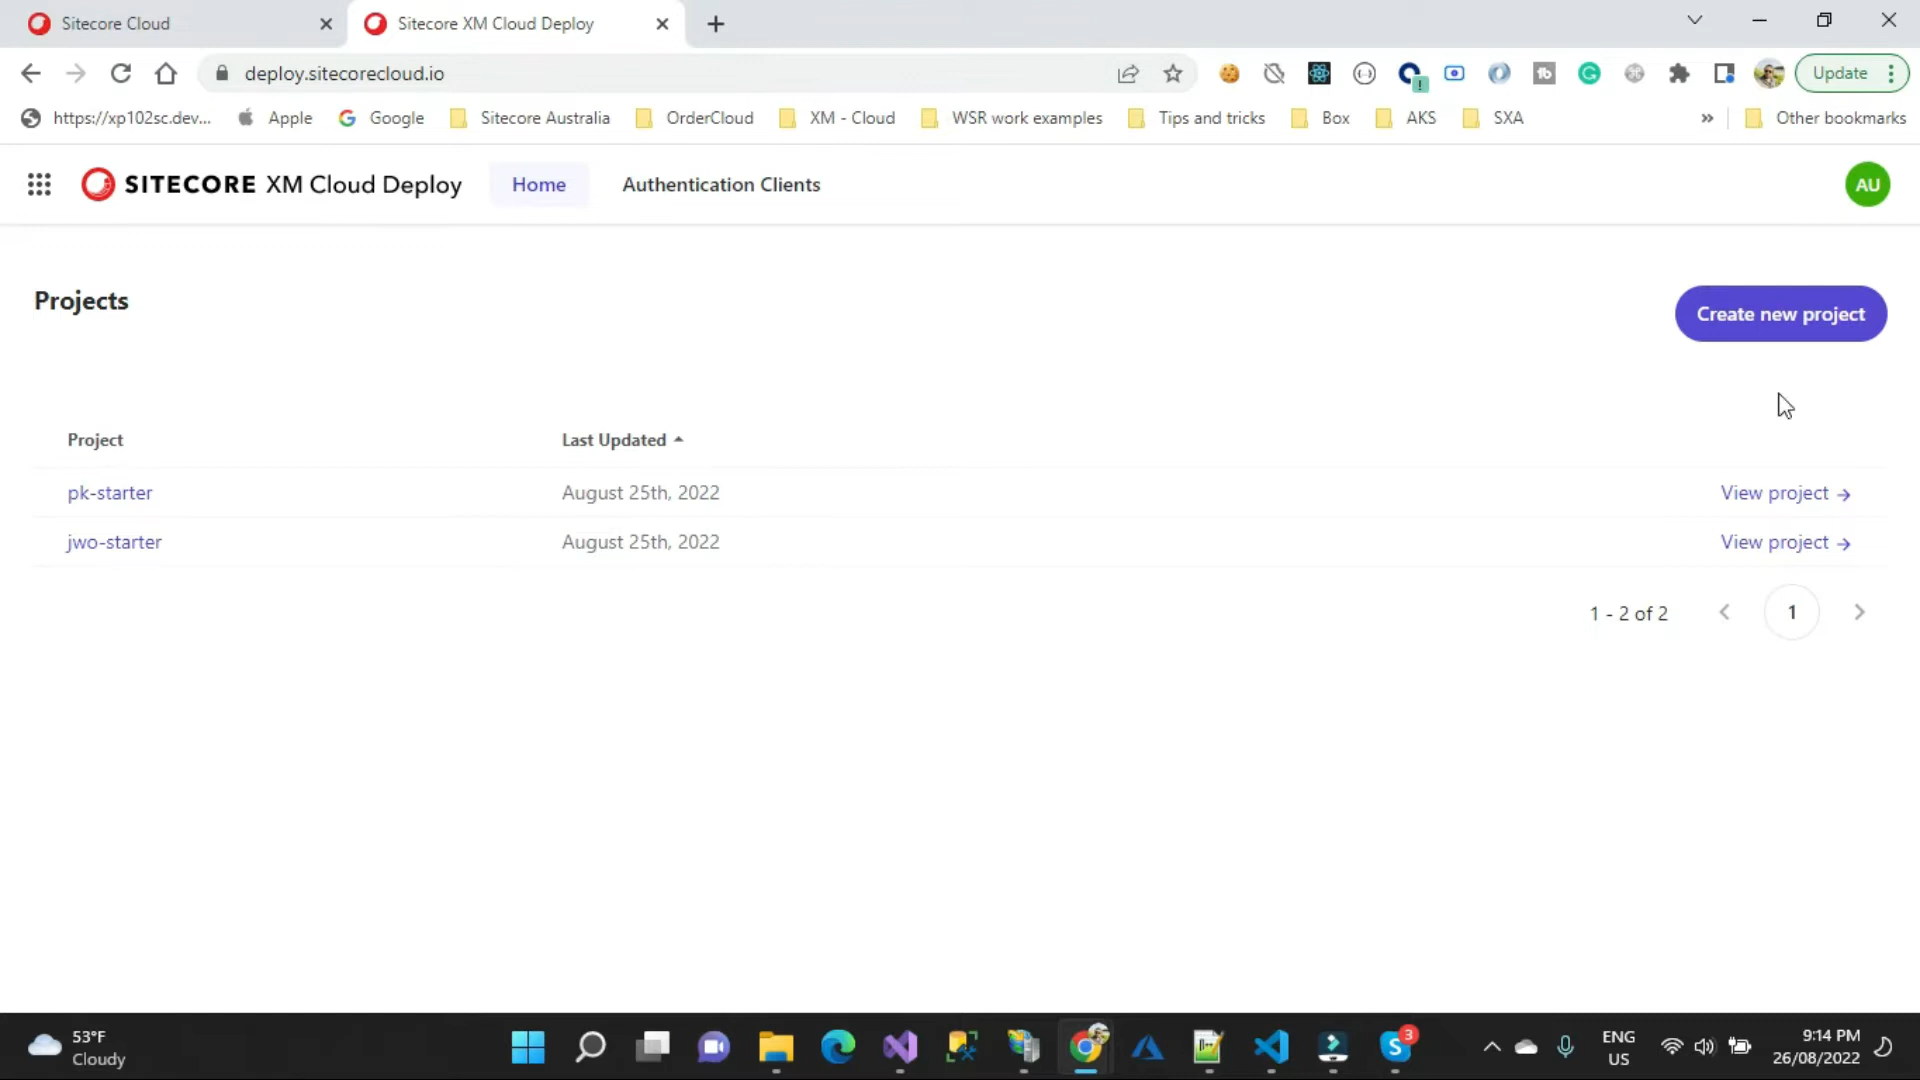 Sitecore Cloud
Sitecore XM Cloud Deploy
deploy.sitecorecloud.io
Update
https://xp102sc.dev...
Apple
Google
Sitecore Australia
OrderCloud
XM - Cloud
WSR work examples
Tips and tricks
Box
AKS
SXA
»
Other bookmarks
SITECORE XM Cloud Deploy
Home
Authentication Clients
AU
Projects
Create new project
Project
Last Updated
pk-starter
August 25th, 2022
View project →
jwo-starter
August 25th, 2022
View project →
1 - 2 of 2
1
53°F
Cloudy
3
ENG
US
9:14 PM
26/08/2022